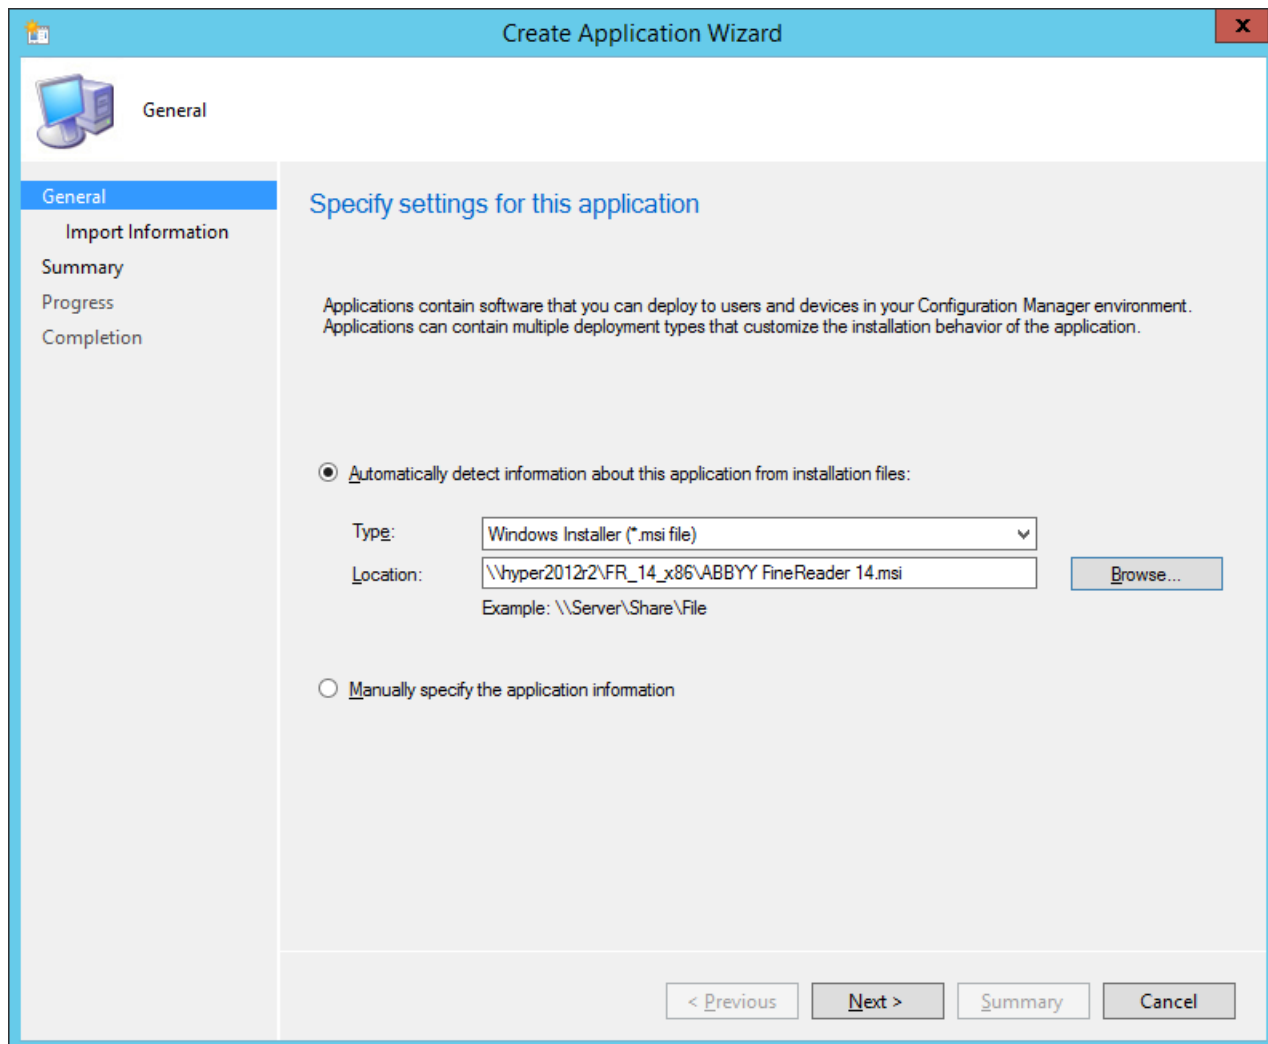 Create Application Wizard
X
General
General
Import Information
Summary
Progress
Completion
Specify settings for this application
Applications contain software that you can deploy to users and devices in your Configuration Manager environment.
Applications can contain multiple deployment types that customize the installation behavior of the application.
Automatically detect information about this application from installation files:
Type: Windows Installer (*.msi file)
Location: \\hyper2012r2\FR_14_x86\ABBYY FineReader 14.msi Browse...
Example: \\Server\Share\File
Manually specify the application information
< Previous Next > Summary Cancel